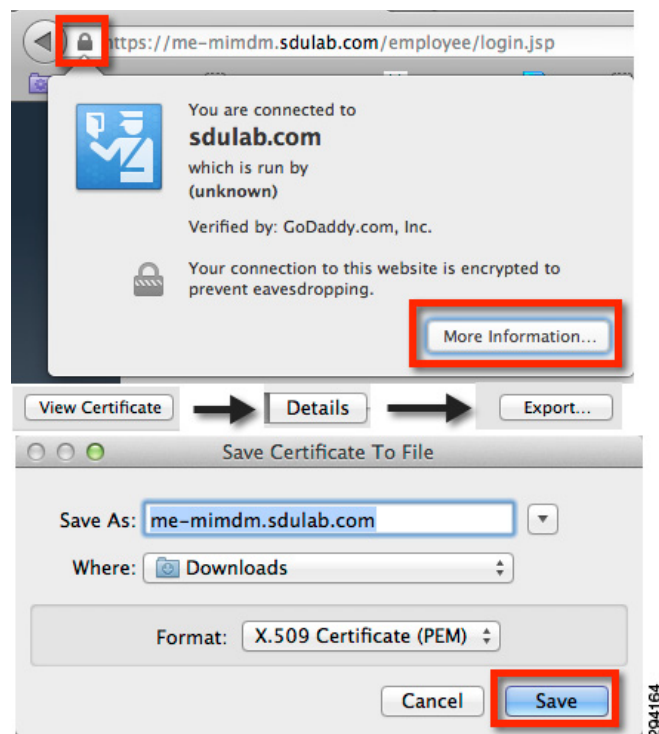 https://me-mimdm.sdulab.com/employee/login.jsp
You are connected to
sdulab.com
which is run by
(unknown)
Verified by: GoDaddy.com, Inc.
Your connection to this website is encrypted to
prevent eavesdropping.
More Information...
View Certificate Details Export...
Save Certificate To File
Save As: me-mimdm.sdulab.com
Where: Downloads
Format: X.509 Certificate (PEM)
Cancel Save
294164